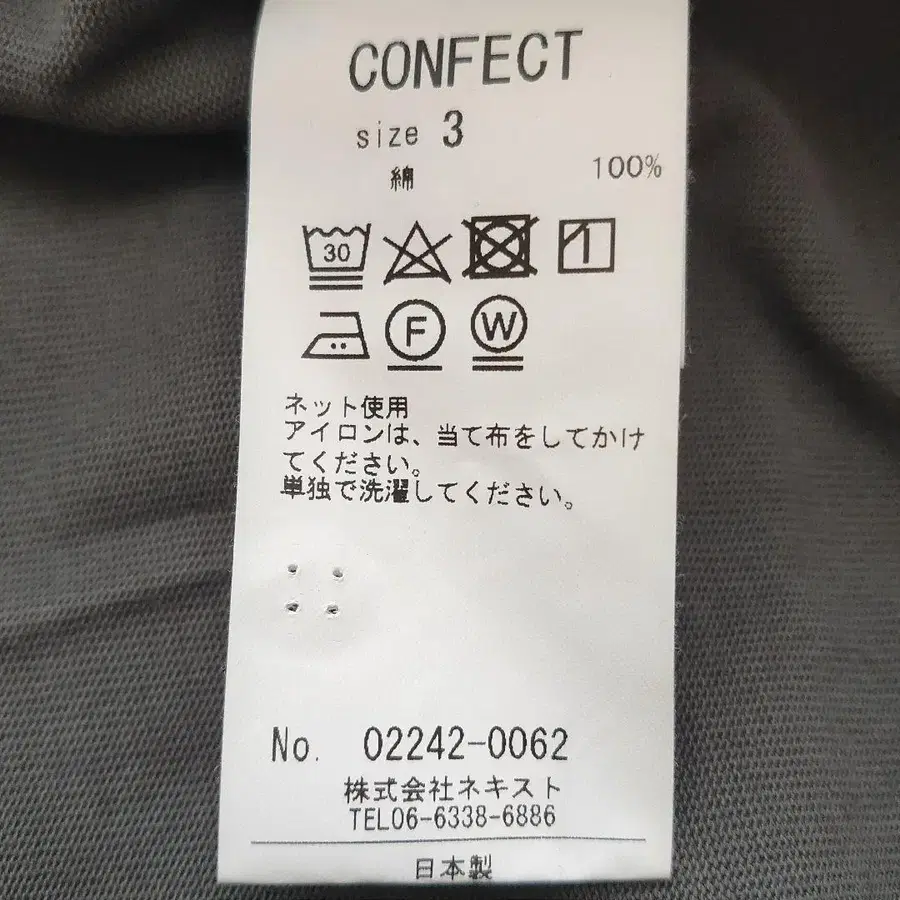 CONFECT
size 3
綿 100%
30
F W
ネット使用
アイロンは、当て布をしてかけ
てください。
単独で洗濯してください。
No. 02242-0062
株式会社ネキスト
TEL06-6338-6886
日本製